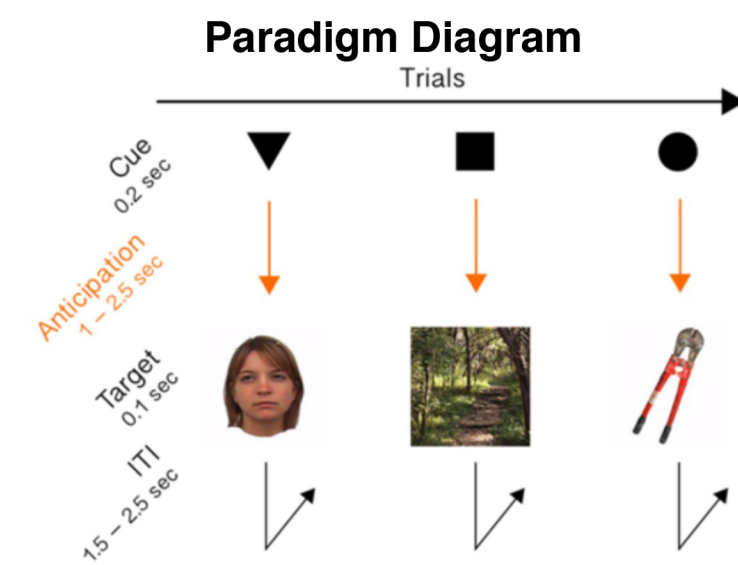 Paradigm Diagram
Trials
Cue
0.2 sec
Anticipation
1 – 2.5 sec
Target
0.1 sec
ITI
1.5 – 2.5 sec